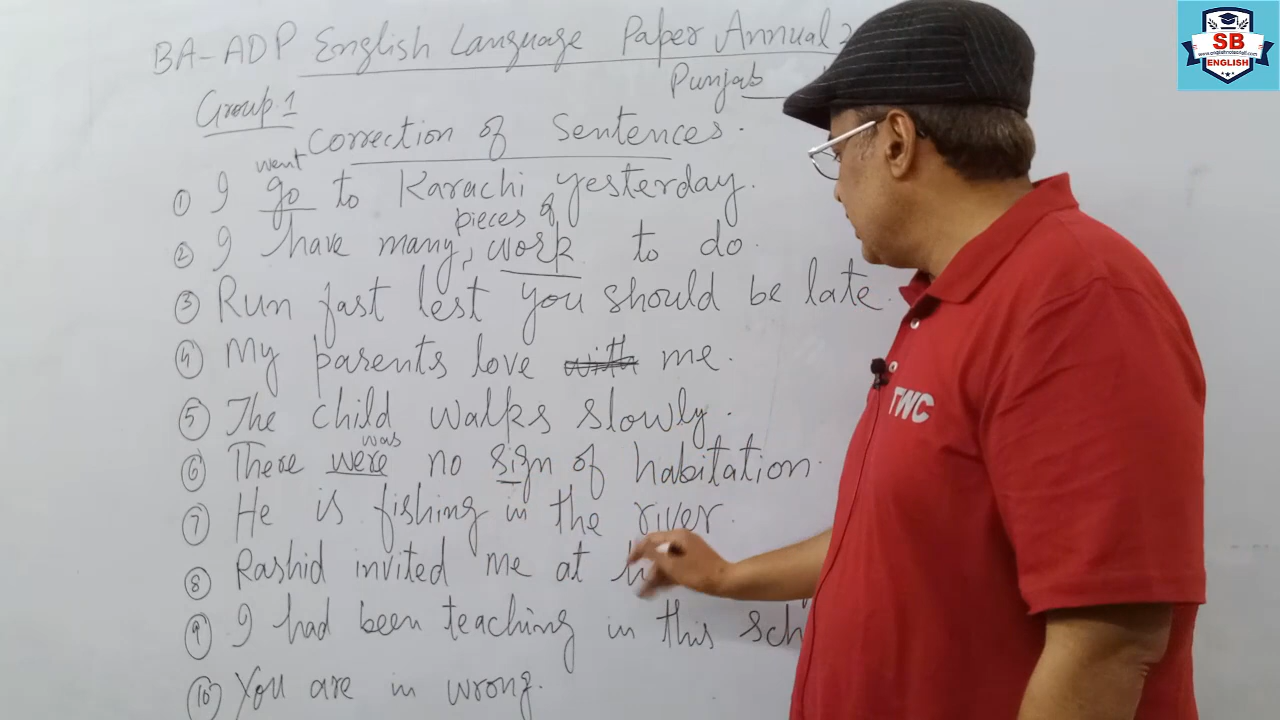 BA-ADP English Language Paper Annual 2
Punjab
Group.1
Correction of Sentences.
went
① I go to Karachi yesterday.
pieces of
② I have many, work to do.
③ Run fast lest you should be late.
④ My parents love with me.
⑤ The child walks slowly.
was
⑥ There were no sign of habitation.
⑦ He is fishing in the river.
⑧ Rashid invited me at
⑨ I had been teaching in this sch
⑩ You are in wrong.
SB
ENGLISH
TWC